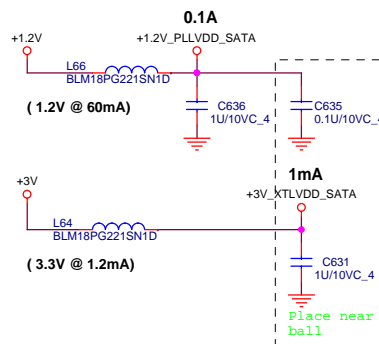 0.1A
+1.2V
+1.2V_PLLVDD_SATA
L66
BLM18PG221SN1D
( 1.2V @ 60mA)
C636
1U/10VC_4
C635
0.1U/10VC_4
1mA
+3V
+3V_XTLVDD_SATA
L64
BLM18PG221SN1D
( 3.3V @ 1.2mA)
C631
1U/10VC_4
Place near
ball